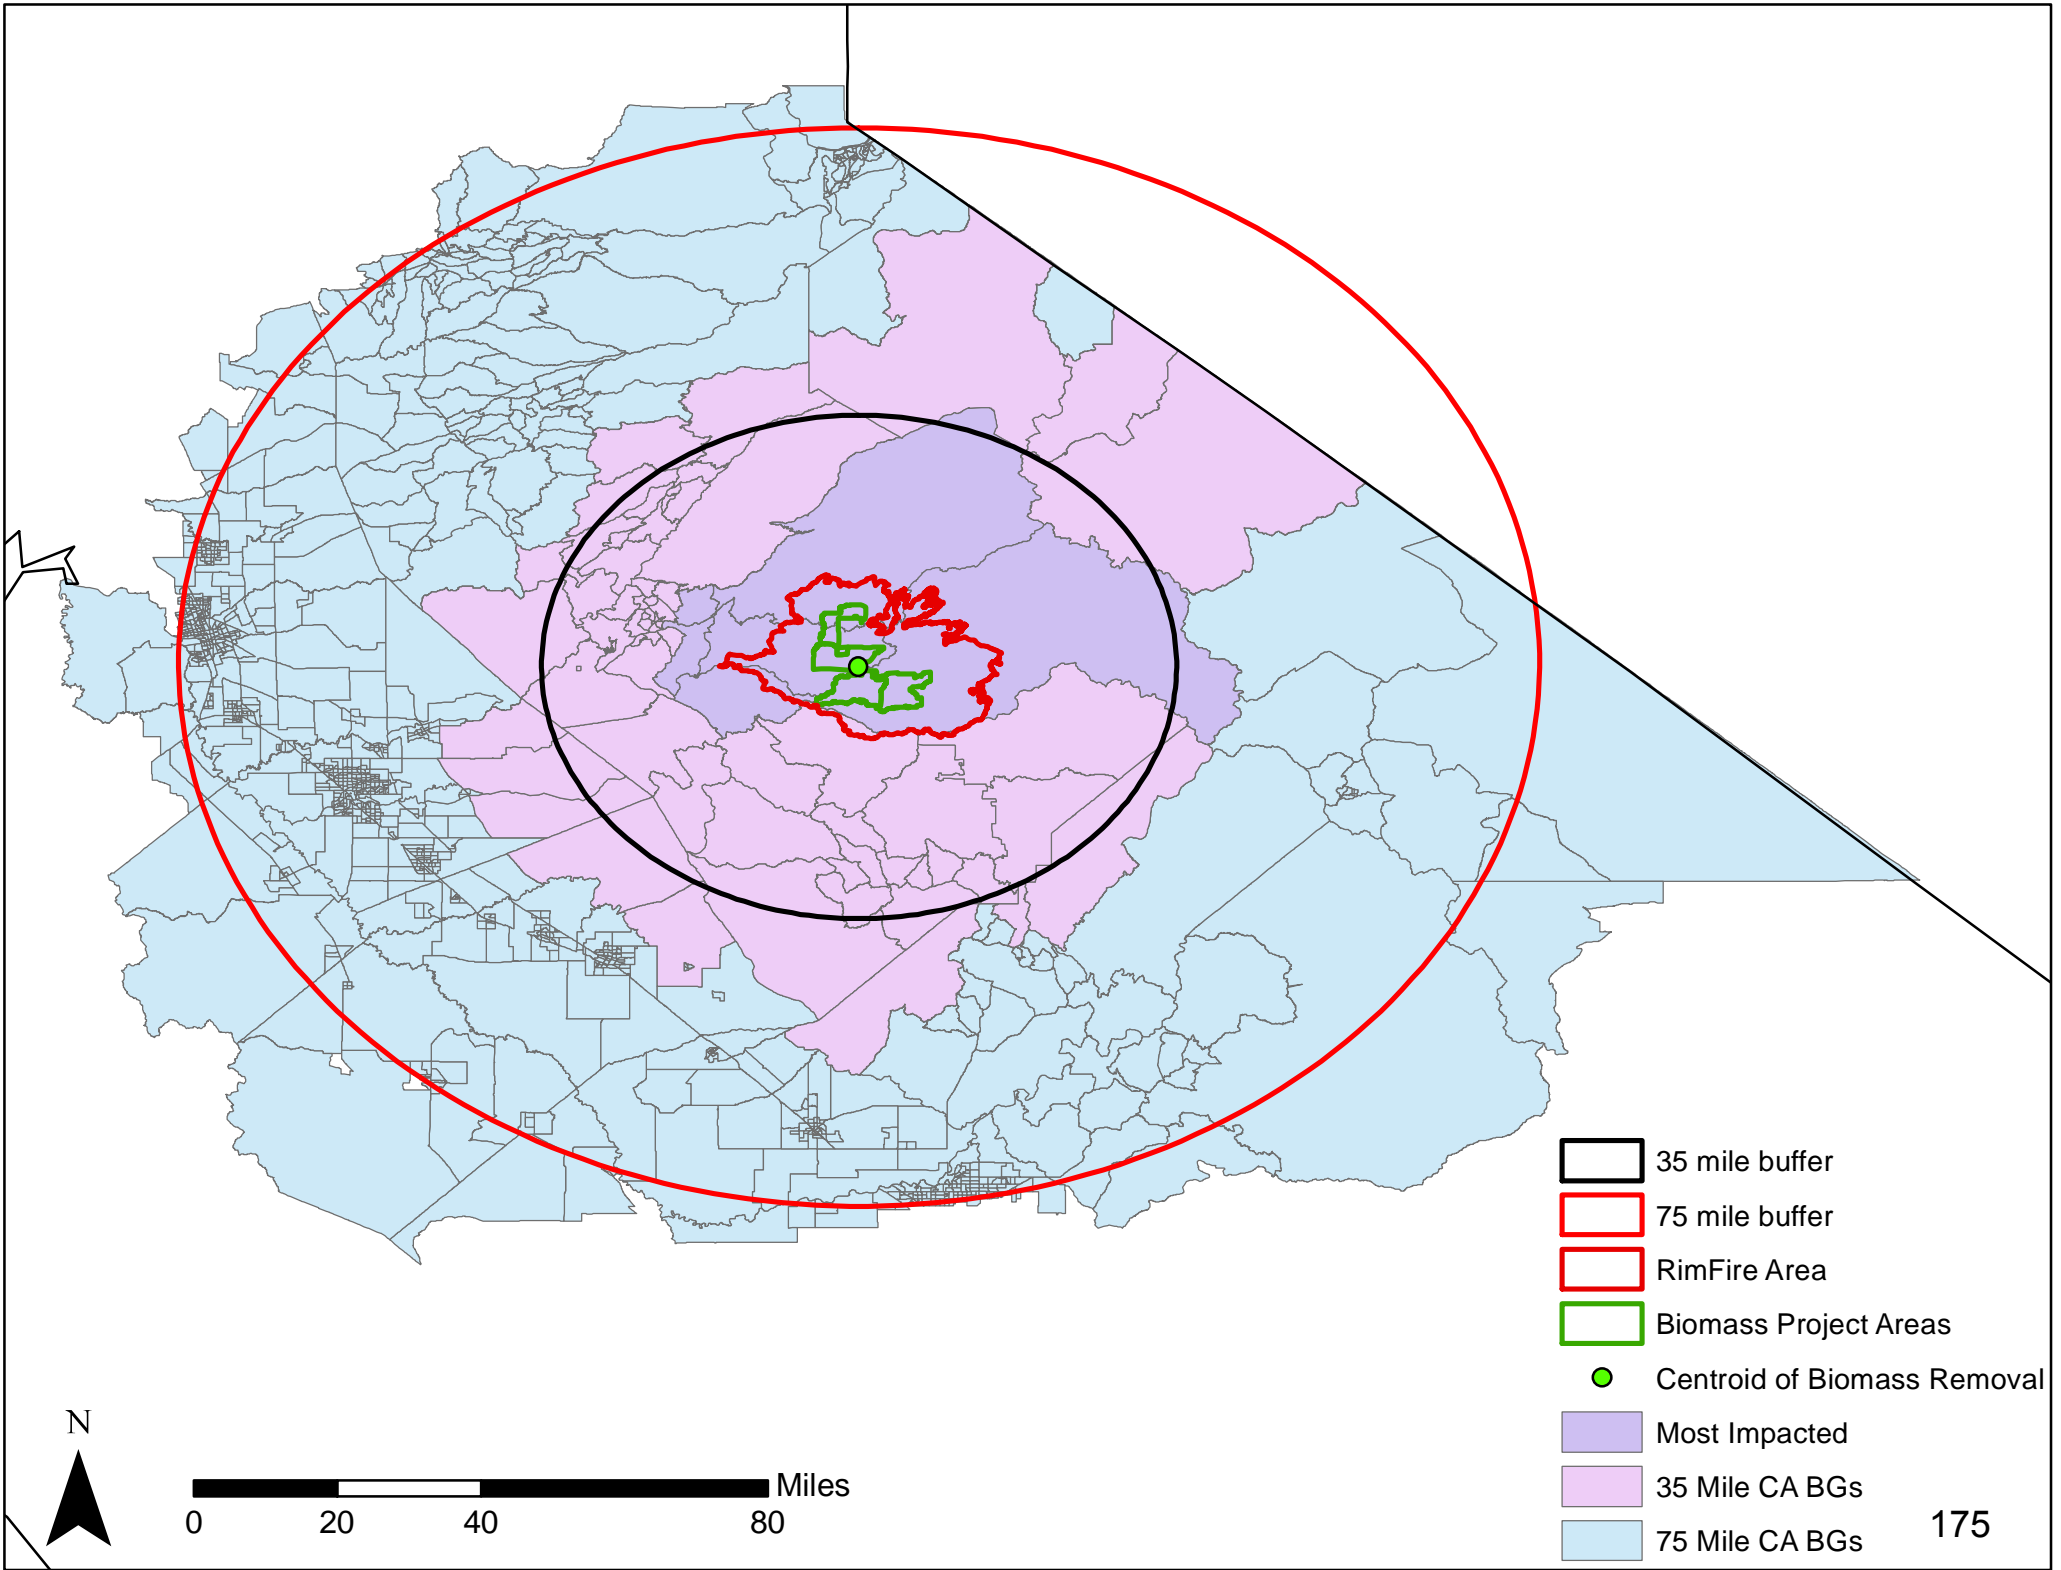 35 mile buffer
75 mile buffer
RimFire Area
Biomass Project Areas
Centroid of Biomass Removal
Most Impacted
35 Mile CA BGs
75 Mile CA BGs
175
N
Miles
0 20 40 80